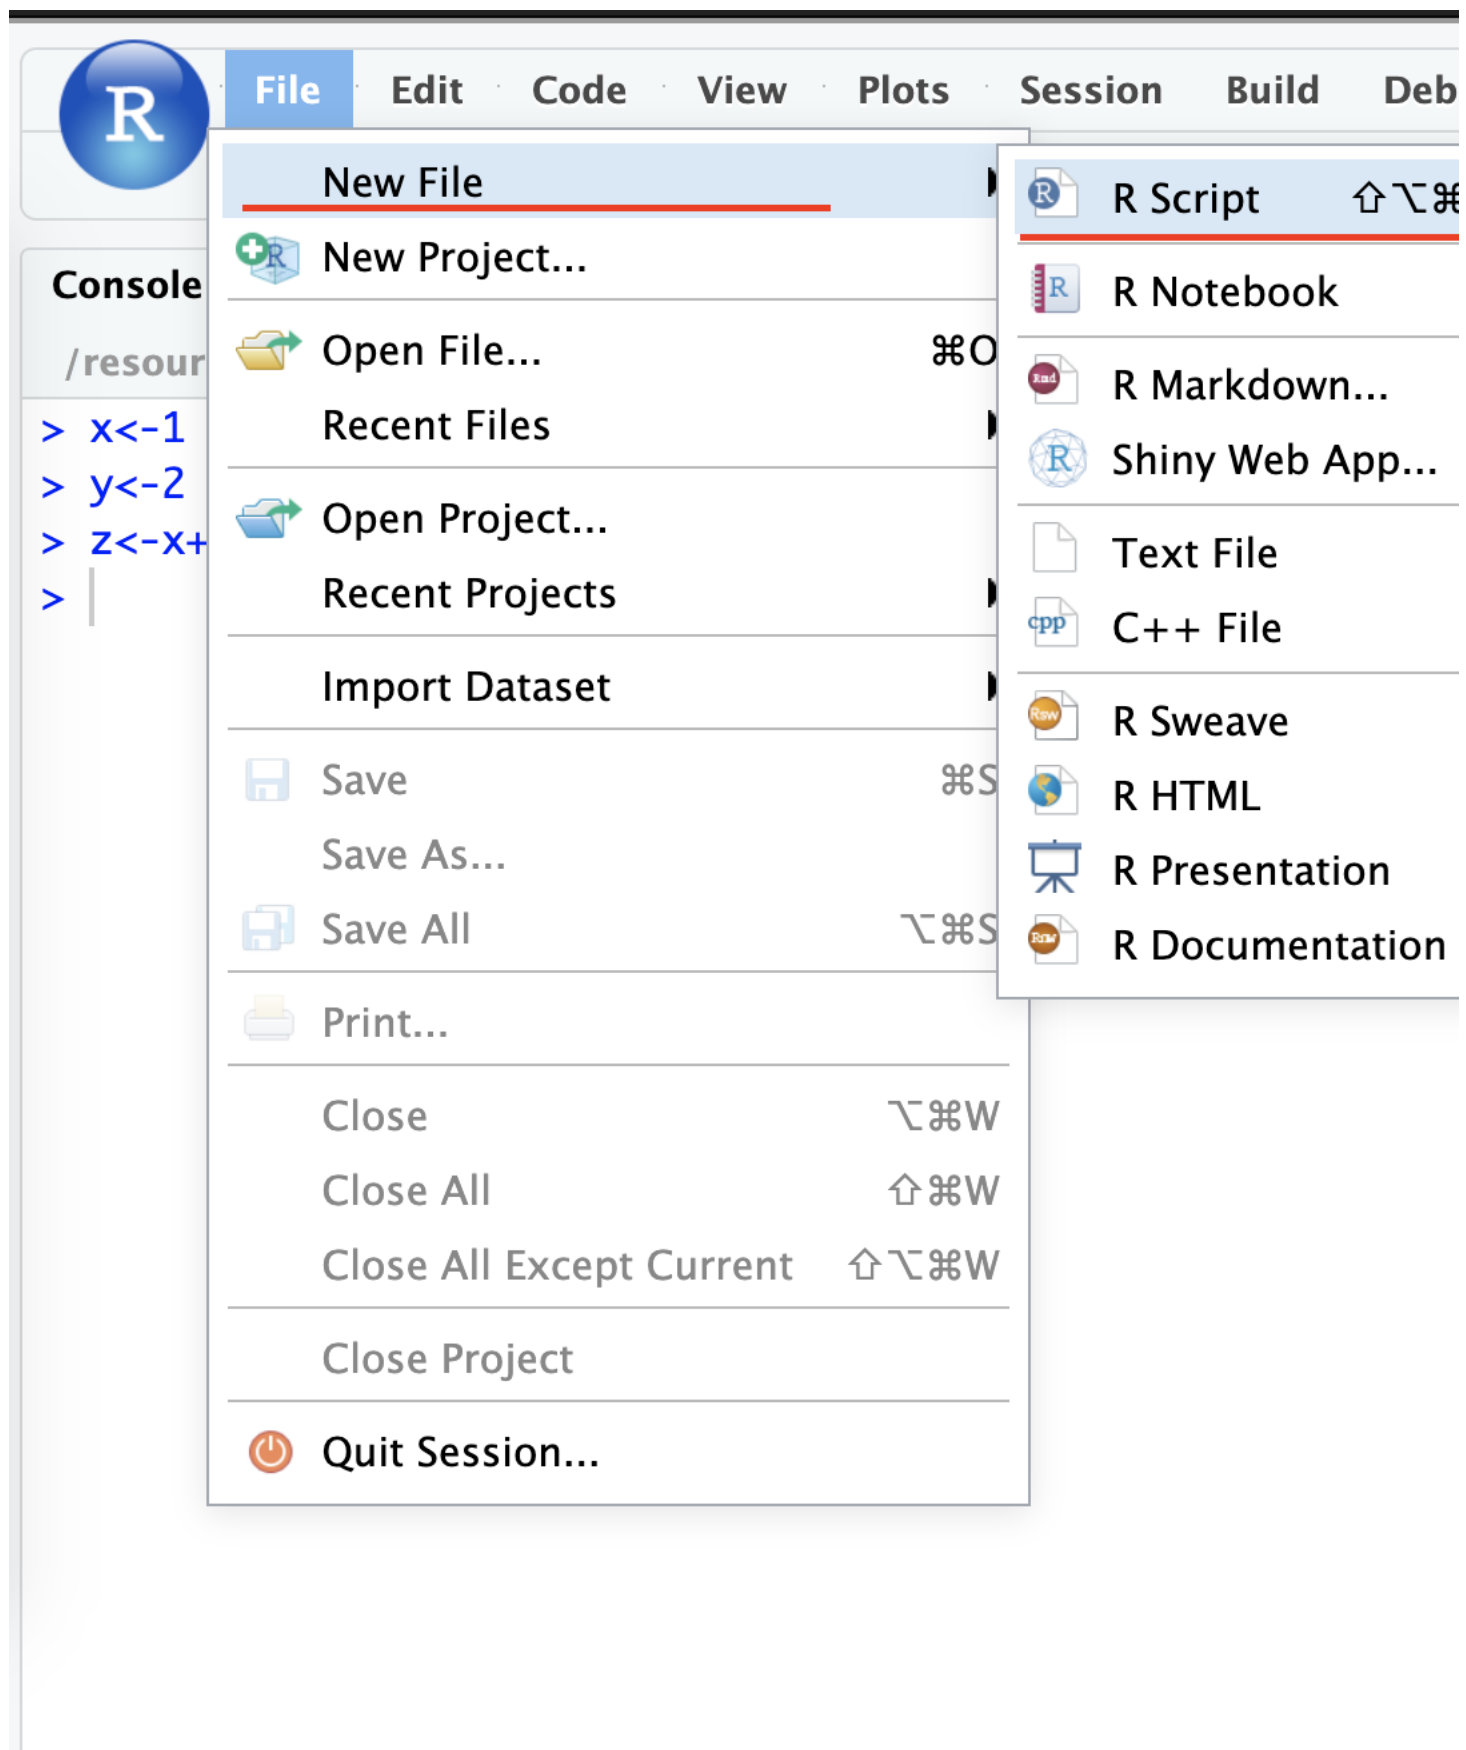 R File Edit Code View Plots Session Build Deb
New File
New Project...
Open File... ⌘O
Recent Files
Open Project...
Recent Projects
Import Dataset
Save ⌘S
Save As...
Save All ⌥⌘S
Print...
Close ⌥⌘W
Close All ⇧⌘W
Close All Except Current ⇧⌥⌘W
Close Project
Quit Session...
R R Script ⇧⌥⌘
R R Notebook
Rmd R Markdown...
R Shiny Web App...
Text File
cpp C++ File
Rsw R Sweave
R HTML
R Presentation
R Documentation
Console
/resour
> x<-1
> y<-2
> z<-x+
>